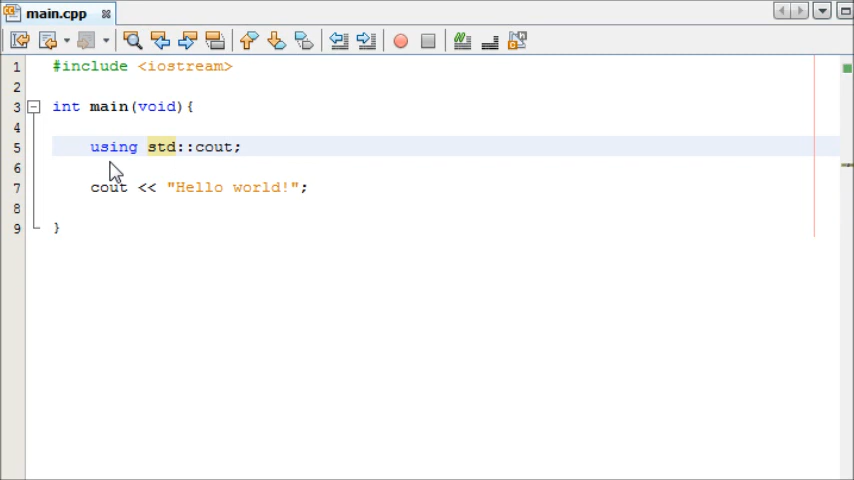 main.cpp
1 #include <iostream>
2
3 int main(void){
4
5     using std::cout;
6
7     cout << "Hello world!";
8
9 }